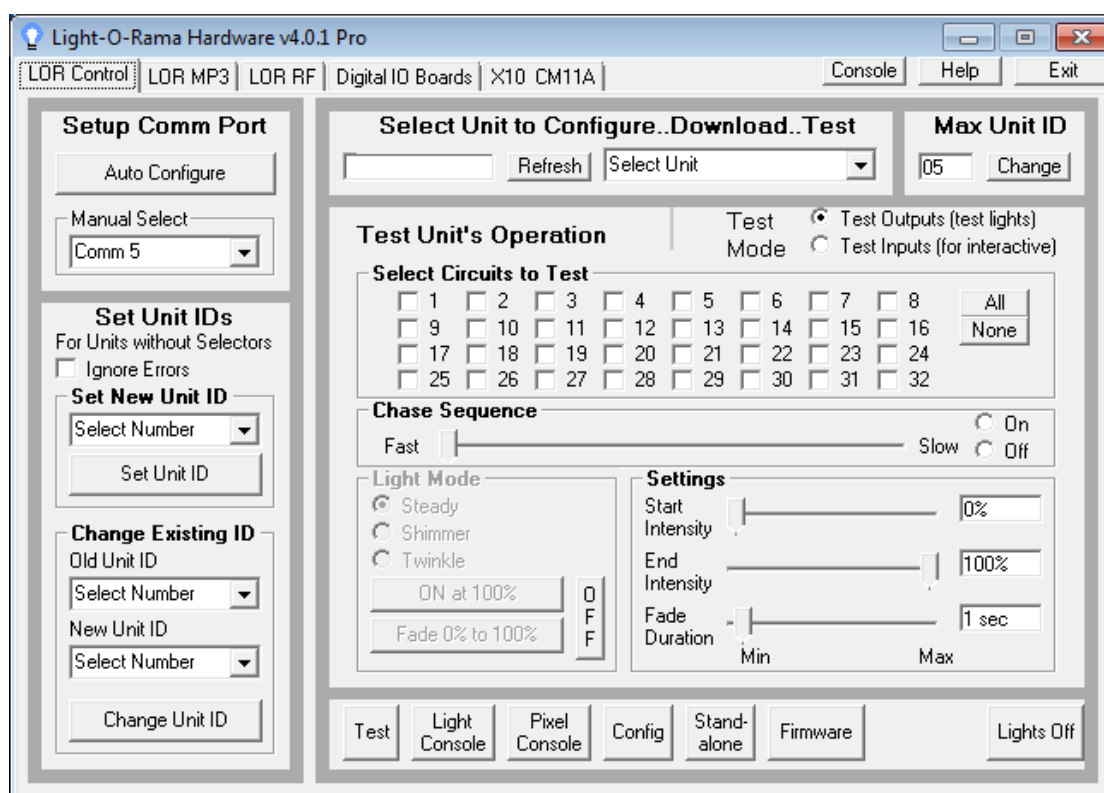 Light-O-Rama Hardware v4.0.1 Pro
LOR Control LOR MP3 LOR RF Digital IO Boards X10 CM11A Console Help Exit
Setup Comm Port
Auto Configure
Manual Select
Comm 5
Set Unit IDs
For Units without Selectors
Ignore Errors
Set New Unit ID
Select Number
Set Unit ID
Change Existing ID
Old Unit ID
Select Number
New Unit ID
Select Number
Change Unit ID
Select Unit to Configure..Download..Test
Refresh Select Unit
Max Unit ID
05 Change
Test Unit's Operation
Test Mode
Test Outputs (test lights)
Test Inputs (for interactive)
Select Circuits to Test
1 2 3 4 5 6 7 8
9 10 11 12 13 14 15 16
17 18 19 20 21 22 23 24
25 26 27 28 29 30 31 32
All
None
Chase Sequence
Fast Slow
On
Off
Light Mode
Steady
Shimmer
Twinkle
ON at 100%
Fade 0% to 100%
OFF
Settings
Start
Intensity
0%
End
Intensity
100%
Fade
Duration
1 sec
Min Max
Test
Light
Console
Pixel
Console
Config
Stand-
alone
Firmware
Lights Off